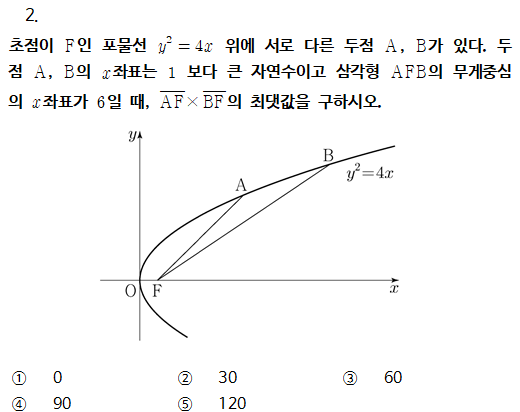 2.
초점이 F인 포물선 y² = 4x 위에 서로 다른 두점 A, B가 있다. 두
점 A, B의 x좌표는 1 보다 큰 자연수이고 삼각형 AFB의 무게중심
의 x좌표가 6일 때, \overline{AF}×\overline{BF}의 최댓값을 구하시오.
y
B
A
y²=4x
O F x
① 0 ② 30 ③ 60
④ 90 ⑤ 120